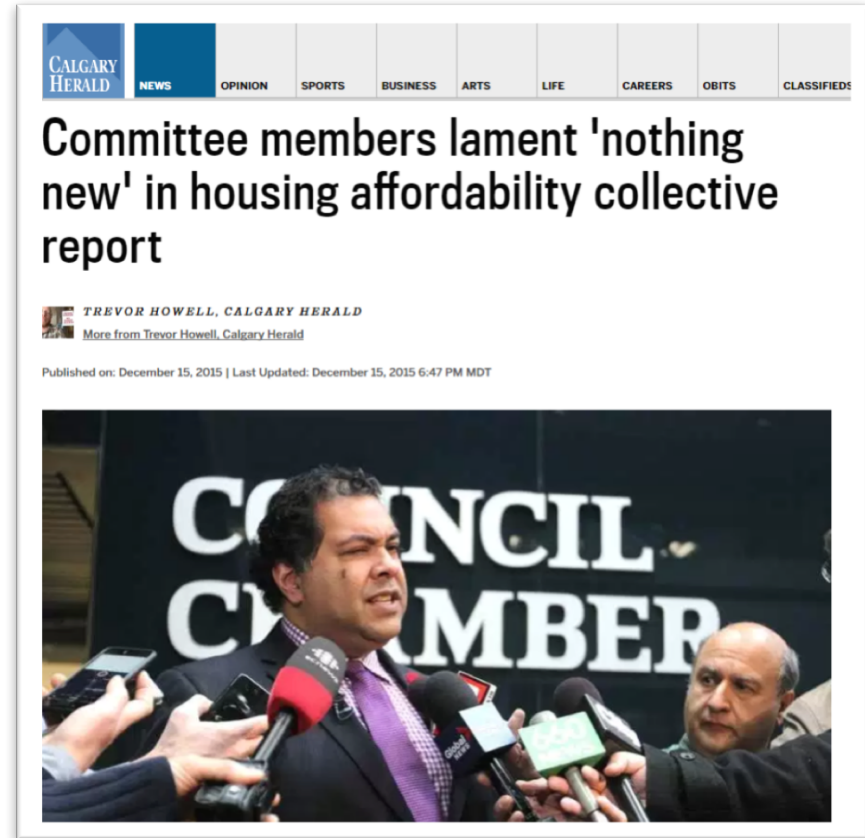 CALGARY
HERALD
NEWS
OPINION
SPORTS
BUSINESS
ARTS
LIFE
CAREERS
OBITS
CLASSIFIEDS
Committee members lament 'nothing
new' in housing affordability collective
report
TREVOR HOWELL, CALGARY HERALD
More from Trevor Howell, Calgary Herald
Published on: December 15, 2015 | Last Updated: December 15, 2015 6:47 PM MDT
C NCIL
C MBER
Global
NEWS
660
NEWS